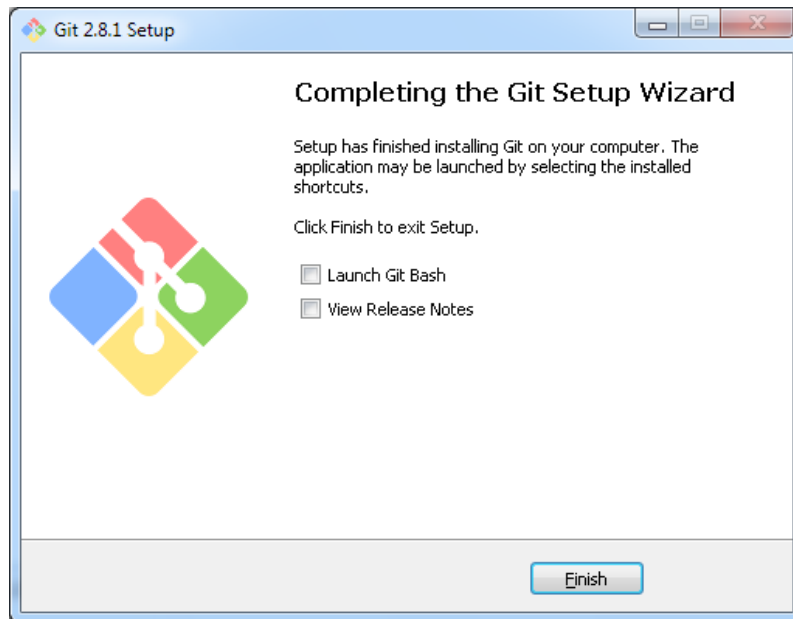 Git 2.8.1 Setup
Completing the Git Setup Wizard
Setup has finished installing Git on your computer. The
application may be launched by selecting the installed
shortcuts.
Click Finish to exit Setup.
Launch Git Bash
View Release Notes
Finish